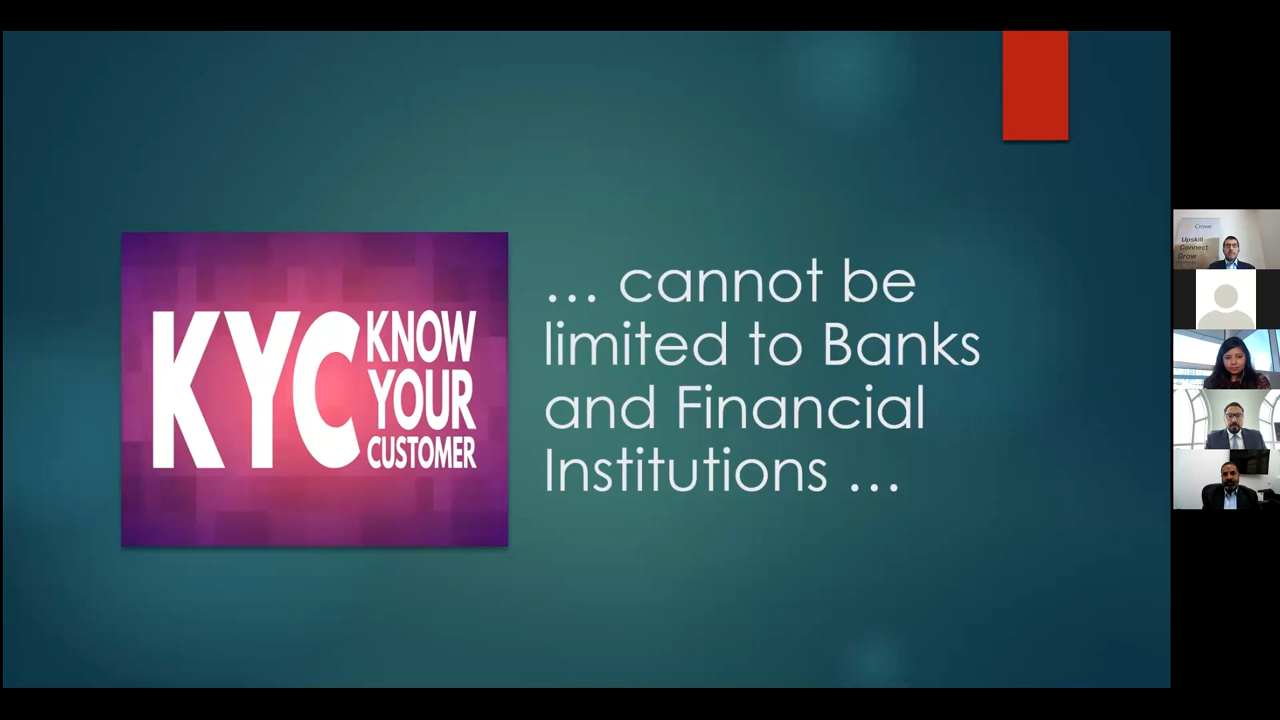 KYC
KNOW
YOUR
CUSTOMER
… cannot be
limited to Banks
and Financial
Institutions …
Crowe
Upskill
Connect
Grow